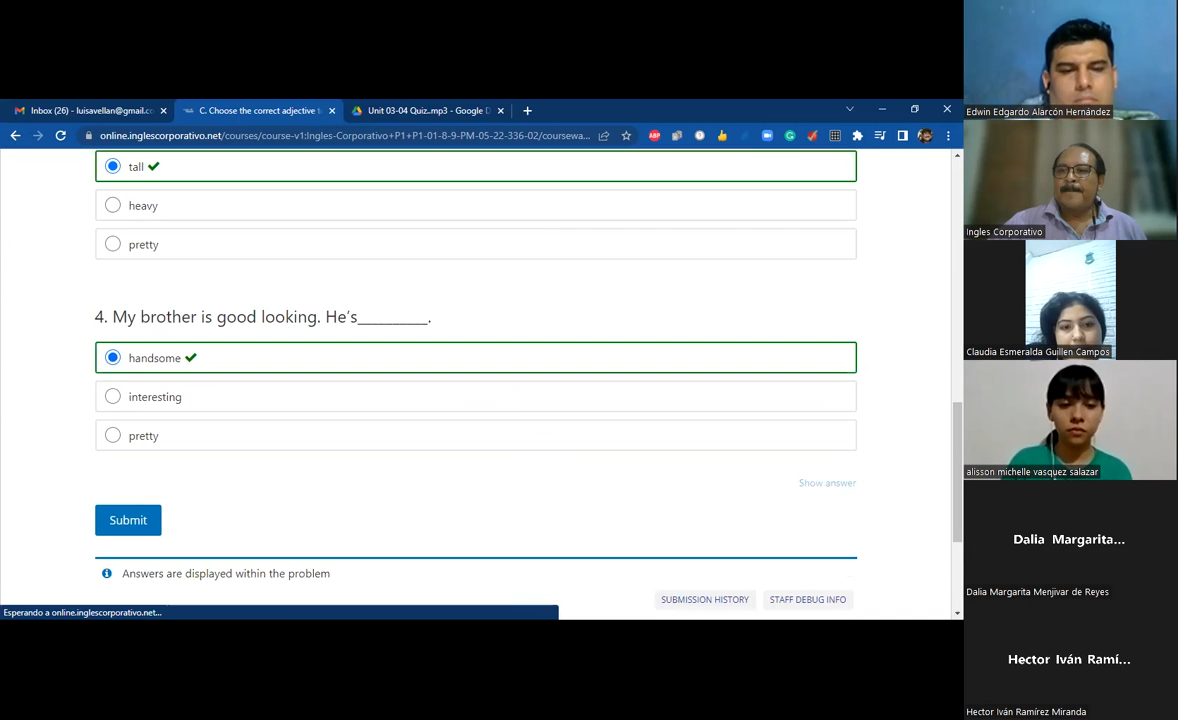 Inbox (26) - luisavellan@gmail.cc
C. Choose the correct adjective t
Unit 03-04 Quiz..mp3 - Google D
online.inglescorporativo.net/courses/course-v1:Ingles-Corporativo+P1+P1-01-8-9-PM-05-22-336-02/coursewa...
tall
heavy
pretty
4. My brother is good looking. He's_________.
handsome
interesting
pretty
Show answer
Submit
Answers are displayed within the problem
SUBMISSION HISTORY
STAFF DEBUG INFO
Esperando a online.inglescorporativo.net...
Edwin Edgardo Alarcón Hernández
Ingles Corporativo
Claudia Esmeralda Guillen Campos
alisson michelle vasquez salazar
Dalia Margarita...
Dalia Margarita Menjivar de Reyes
Hector Iván Ramí...
Hector Iván Ramírez Miranda